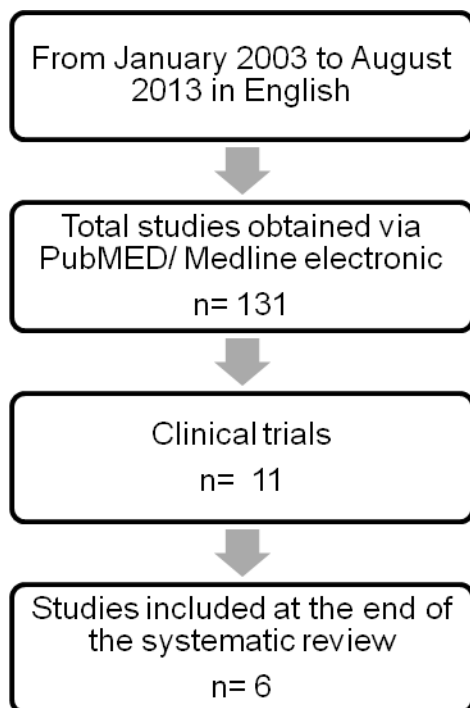 From January 2003 to August
2013 in English
Total studies obtained via
PubMED/ Medline electronic
n= 131
Clinical trials
n=  11
Studies included at the end of
the systematic review
n= 6